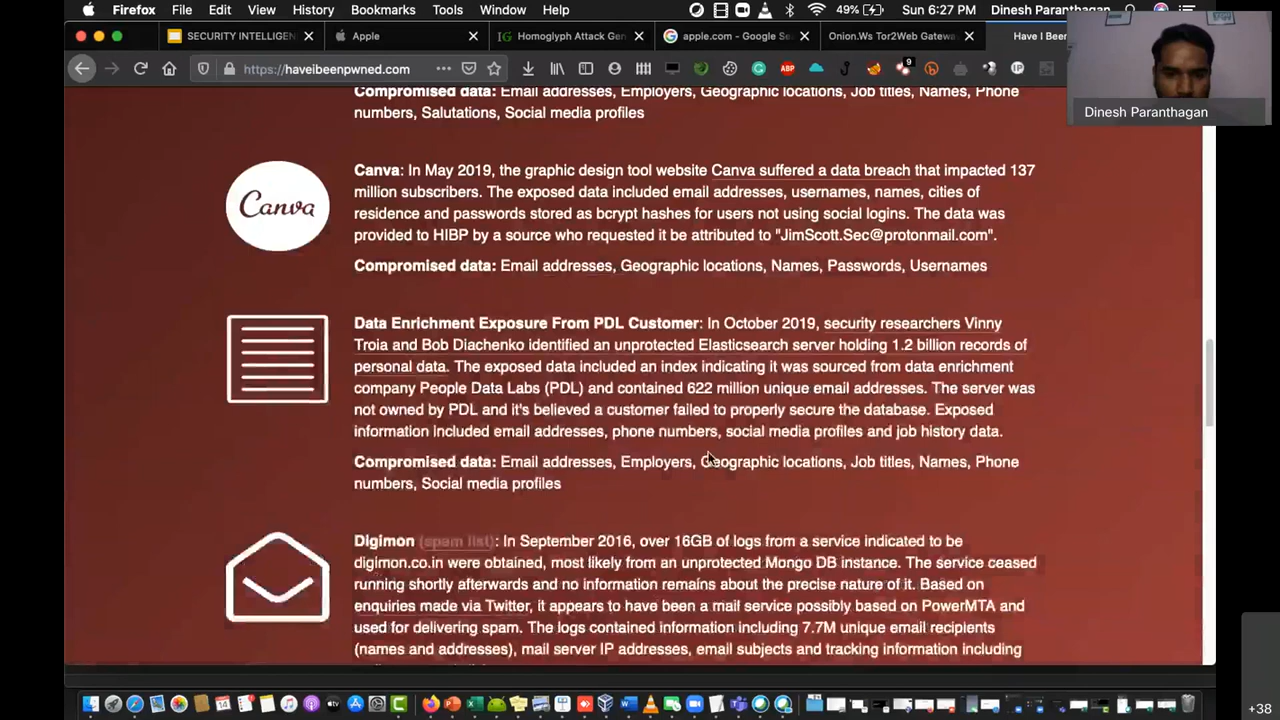 Firefox File Edit View History Bookmarks Tools Window Help 49% Sun 6:27 PM Dinesh Paranthagan
SECURITY INTELLIGEN Apple Homoglyph Attack Gen apple.com - Google Sea Onion.Ws Tor2Web Gatewa Have I Been
https://haveibeenpwned.com ABP 9 IP
Dinesh Paranthagan
Compromised data: Email addresses, Employers, Geographic locations, Job titles, Names, Phone
numbers, Salutations, Social media profiles
Canva
Canva: In May 2019, the graphic design tool website Canva suffered a data breach that impacted 137
million subscribers. The exposed data included email addresses, usernames, names, cities of
residence and passwords stored as bcrypt hashes for users not using social logins. The data was
provided to HIBP by a source who requested it be attributed to "JimScott.Sec@protonmail.com".
Compromised data: Email addresses, Geographic locations, Names, Passwords, Usernames
Data Enrichment Exposure From PDL Customer: In October 2019, security researchers Vinny
Troia and Bob Diachenko identified an unprotected Elasticsearch server holding 1.2 billion records of
personal data. The exposed data included an index indicating it was sourced from data enrichment
company People Data Labs (PDL) and contained 622 million unique email addresses. The server was
not owned by PDL and it's believed a customer failed to properly secure the database. Exposed
information included email addresses, phone numbers, social media profiles and job history data.
Compromised data: Email addresses, Employers, Geographic locations, Job titles, Names, Phone
numbers, Social media profiles
Digimon (spam list): In September 2016, over 16GB of logs from a service indicated to be
digimon.co.in were obtained, most likely from an unprotected Mongo DB instance. The service ceased
running shortly afterwards and no information remains about the precise nature of it. Based on
enquiries made via Twitter, it appears to have been a mail service possibly based on PowerMTA and
used for delivering spam. The logs contained information including 7.7M unique email recipients
(names and addresses), mail server IP addresses, email subjects and tracking information including
+38